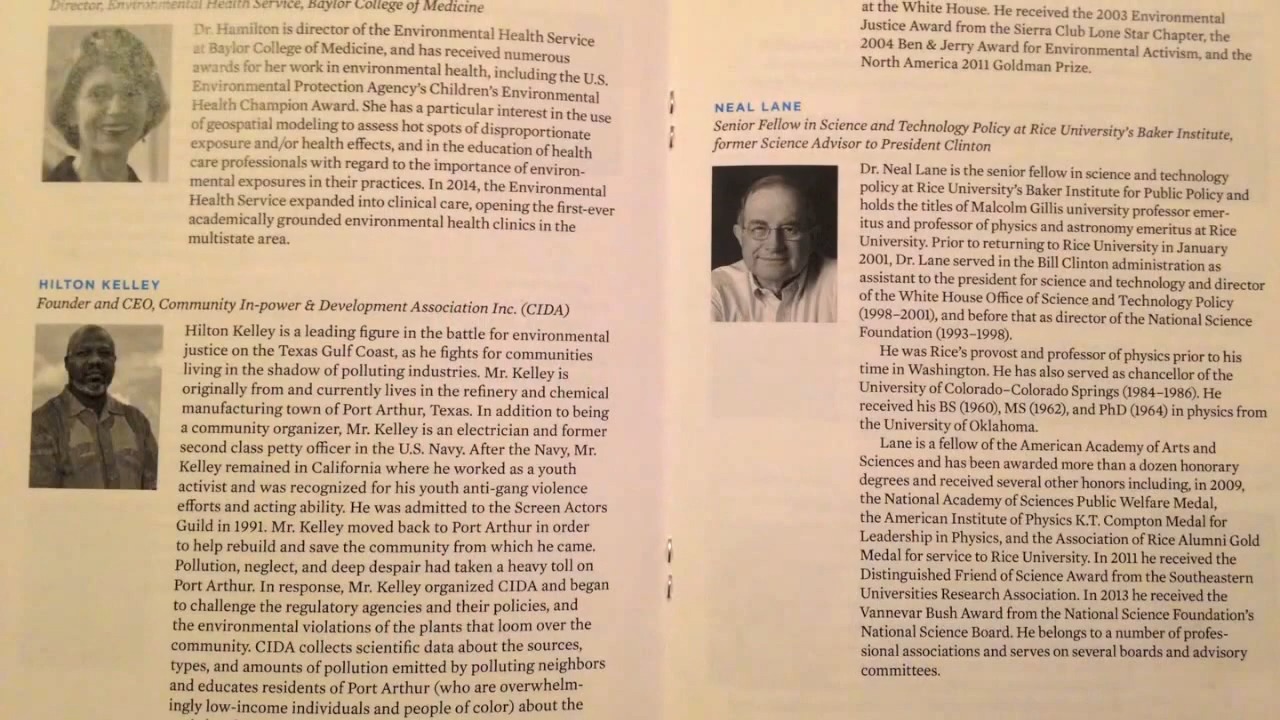 Director, Environmental Health Service, Baylor College of Medicine
Dr. Hamilton is director of the Environmental Health Service
at Baylor College of Medicine, and has received numerous
awards for her work in environmental health, including the U.S.
Environmental Protection Agency's Children's Environmental
Health Champion Award. She has a particular interest in the use
of geospatial modeling to assess hot spots of disproportionate
exposure and/or health effects, and in the education of health
care professionals with regard to the importance of environ-
mental exposures in their practices. In 2014, the Environmental
Health Service expanded into clinical care, opening the first-ever
academically grounded environmental health clinics in the
multistate area.
HILTON KELLEY
Founder and CEO, Community In-power & Development Association Inc. (CIDA)
Hilton Kelley is a leading figure in the battle for environmental
justice on the Texas Gulf Coast, as he fights for communities
living in the shadow of polluting industries. Mr. Kelley is
originally from and currently lives in the refinery and chemical
manufacturing town of Port Arthur, Texas. In addition to being
a community organizer, Mr. Kelley is an electrician and former
second class petty officer in the U.S. Navy. After the Navy, Mr.
Kelley remained in California where he worked as a youth
activist and was recognized for his youth anti-gang violence
efforts and acting ability. He was admitted to the Screen Actors
Guild in 1991. Mr. Kelley moved back to Port Arthur in order
to help rebuild and save the community from which he came.
Pollution, neglect, and deep despair had taken a heavy toll on
Port Arthur. In response, Mr. Kelley organized CIDA and began
to challenge the regulatory agencies and their policies, and
the environmental violations of the plants that loom over the
community. CIDA collects scientific data about the sources,
types, and amounts of pollution emitted by polluting neighbors
and educates residents of Port Arthur (who are overwhelm-
ingly low-income individuals and people of color) about the
at the White House. He received the 2003 Environmental
Justice Award from the Sierra Club Lone Star Chapter, the
2004 Ben & Jerry Award for Environmental Activism, and the
North America 2011 Goldman Prize.
NEAL LANE
Senior Fellow in Science and Technology Policy at Rice University's Baker Institute,
former Science Advisor to President Clinton
Dr. Neal Lane is the senior fellow in science and technology
policy at Rice University's Baker Institute for Public Policy and
holds the titles of Malcolm Gillis university professor emer-
itus and professor of physics and astronomy emeritus at Rice
University. Prior to returning to Rice University in January
2001, Dr. Lane served in the Bill Clinton administration as
assistant to the president for science and technology and director
of the White House Office of Science and Technology Policy
(1998–2001), and before that as director of the National Science
Foundation (1993–1998).
He was Rice's provost and professor of physics prior to his
time in Washington. He has also served as chancellor of the
University of Colorado–Colorado Springs (1984–1986). He
received his BS (1960), MS (1962), and PhD (1964) in physics from
the University of Oklahoma.
Lane is a fellow of the American Academy of Arts and
Sciences and has been awarded more than a dozen honorary
degrees and received several other honors including, in 2009,
the National Academy of Sciences Public Welfare Medal,
the American Institute of Physics K.T. Compton Medal for
Leadership in Physics, and the Association of Rice Alumni Gold
Medal for service to Rice University. In 2011 he received the
Distinguished Friend of Science Award from the Southeastern
Universities Research Association. In 2013 he received the
Vannevar Bush Award from the National Science Foundation's
National Science Board. He belongs to a number of profes-
sional associations and serves on several boards and advisory
committees.